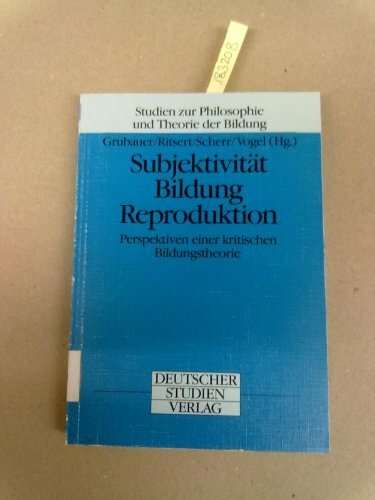 183208
Studien zur Philosophie
und Theorie der Bildung
Grubauer/Ritsert/Scherr/Vogel (Hg.)
Subjektivität
Bildung
Reproduktion
Perspektiven einer kritischen
Bildungstheorie
DEUTSCHER
STUDIEN
VERLAG